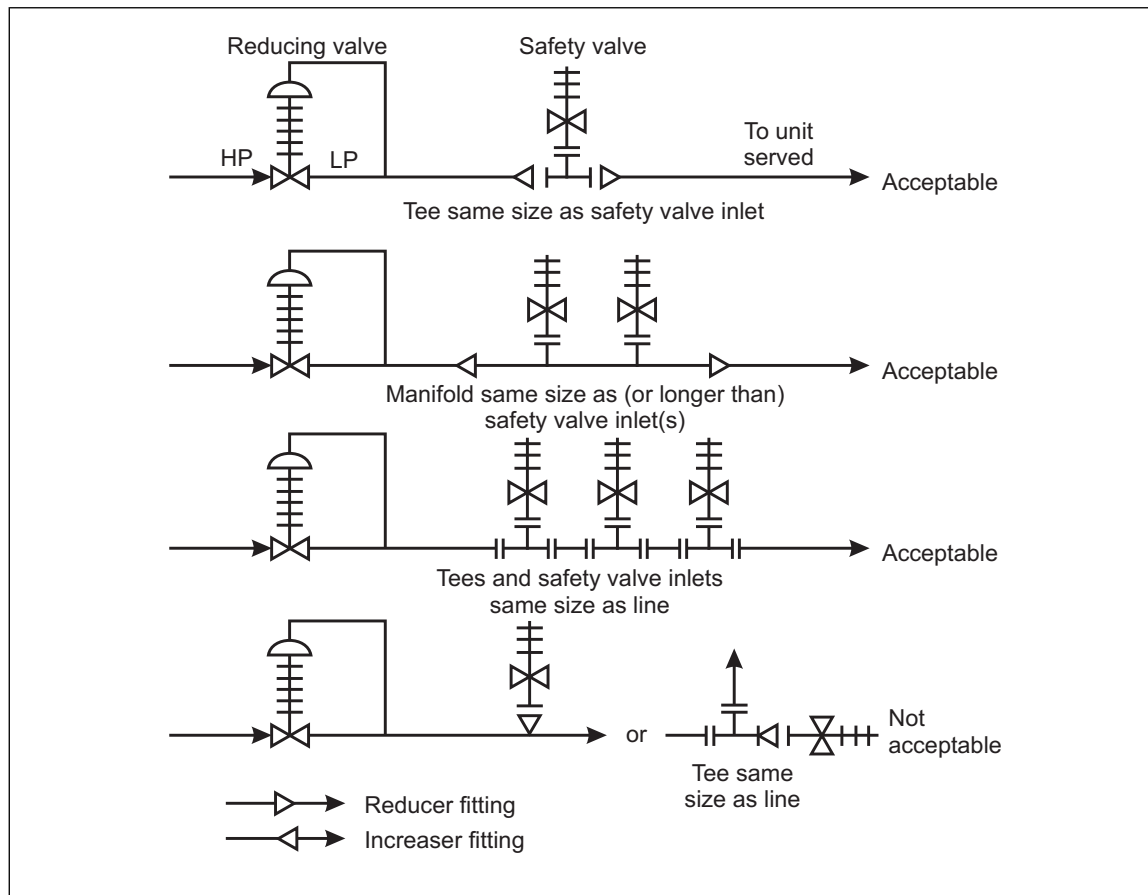 Reducing valve
Safety valve
HP
LP
To unit
served
Acceptable
Tee same size as safety valve inlet
Acceptable
Manifold same size as (or longer than)
safety valve inlet(s)
Acceptable
Tees and safety valve inlets
same size as line
or
Not
acceptable
Tee same
size as line
Reducer fitting
Increaser fitting